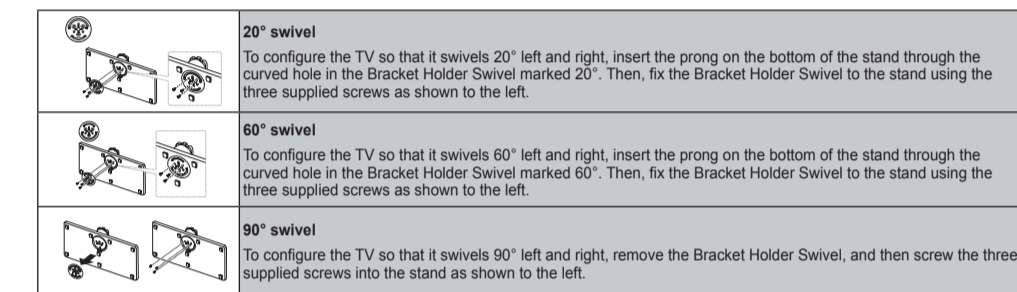 20° swivel
To configure the TV so that it swivels 20° left and right, insert the prong on the bottom of the stand through the
curved hole in the Bracket Holder Swivel marked 20°. Then, fix the Bracket Holder Swivel to the stand using the
three supplied screws as shown to the left.
60° swivel
To configure the TV so that it swivels 60° left and right, insert the prong on the bottom of the stand through the
curved hole in the Bracket Holder Swivel marked 60°. Then, fix the Bracket Holder Swivel to the stand using the
three supplied screws as shown to the left.
90° swivel
To configure the TV so that it swivels 90° left and right, remove the Bracket Holder Swivel, and then screw the three
supplied screws into the stand as shown to the left.